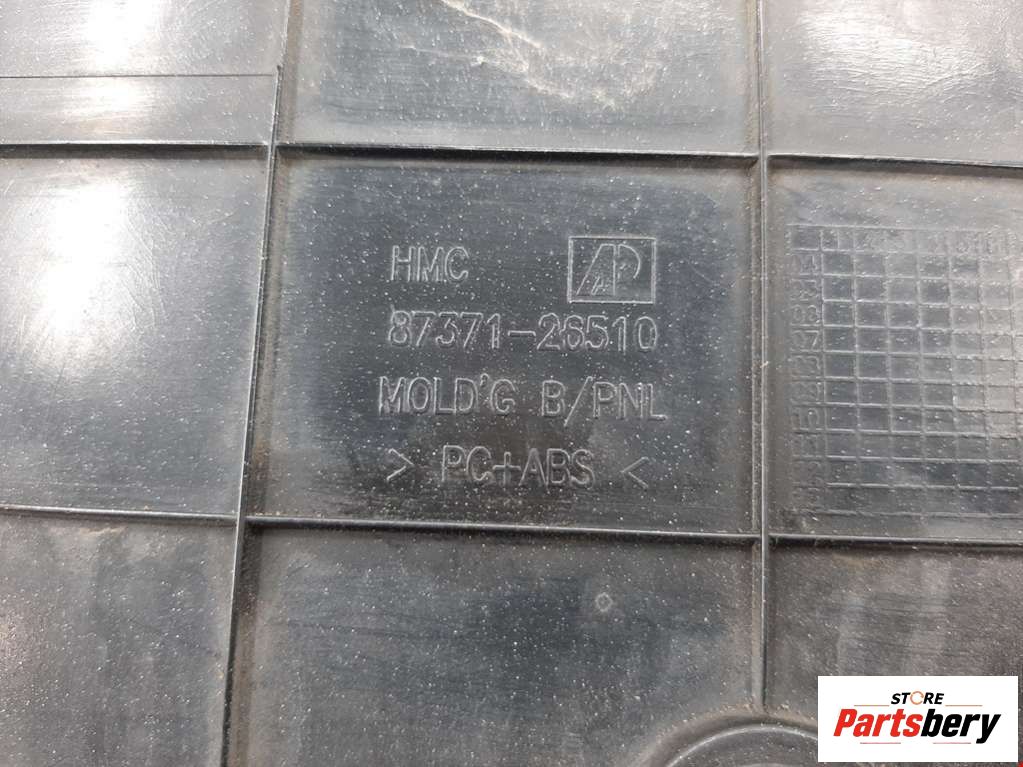 HMC AP
87371-26510
MOLD'G B/PNL
> PC+ABS <
STORE
Partsbery